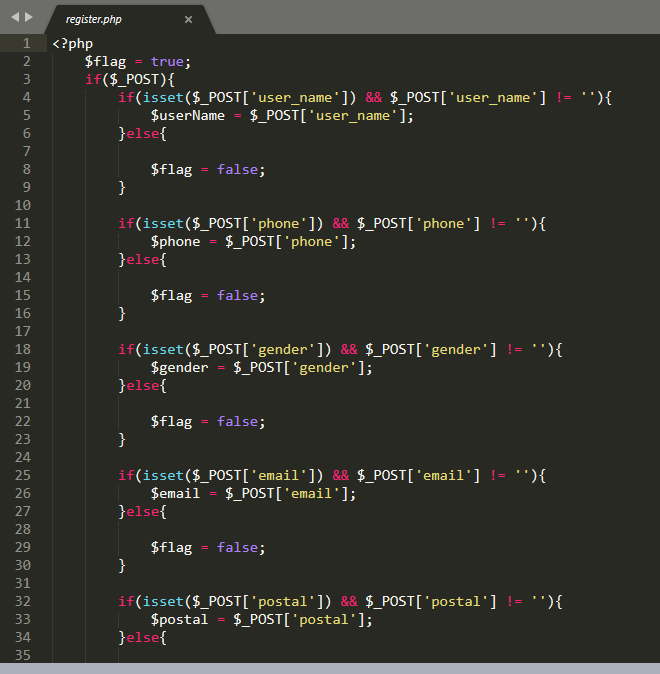 register.php ×
1 <?php
2 $flag = true;
3 if($_POST){
4 if(isset($_POST['user_name']) && $_POST['user_name'] != ''){
5 $userName = $_POST['user_name'];
6 }else{
7
8 $flag = false;
9 }
10
11 if(isset($_POST['phone']) && $_POST['phone'] != ''){
12 $phone = $_POST['phone'];
13 }else{
14
15 $flag = false;
16 }
17
18 if(isset($_POST['gender']) && $_POST['gender'] != ''){
19 $gender = $_POST['gender'];
20 }else{
21
22 $flag = false;
23 }
24
25 if(isset($_POST['email']) && $_POST['email'] != ''){
26 $email = $_POST['email'];
27 }else{
28
29 $flag = false;
30 }
31
32 if(isset($_POST['postal']) && $_POST['postal'] != ''){
33 $postal = $_POST['postal'];
34 }else{
35